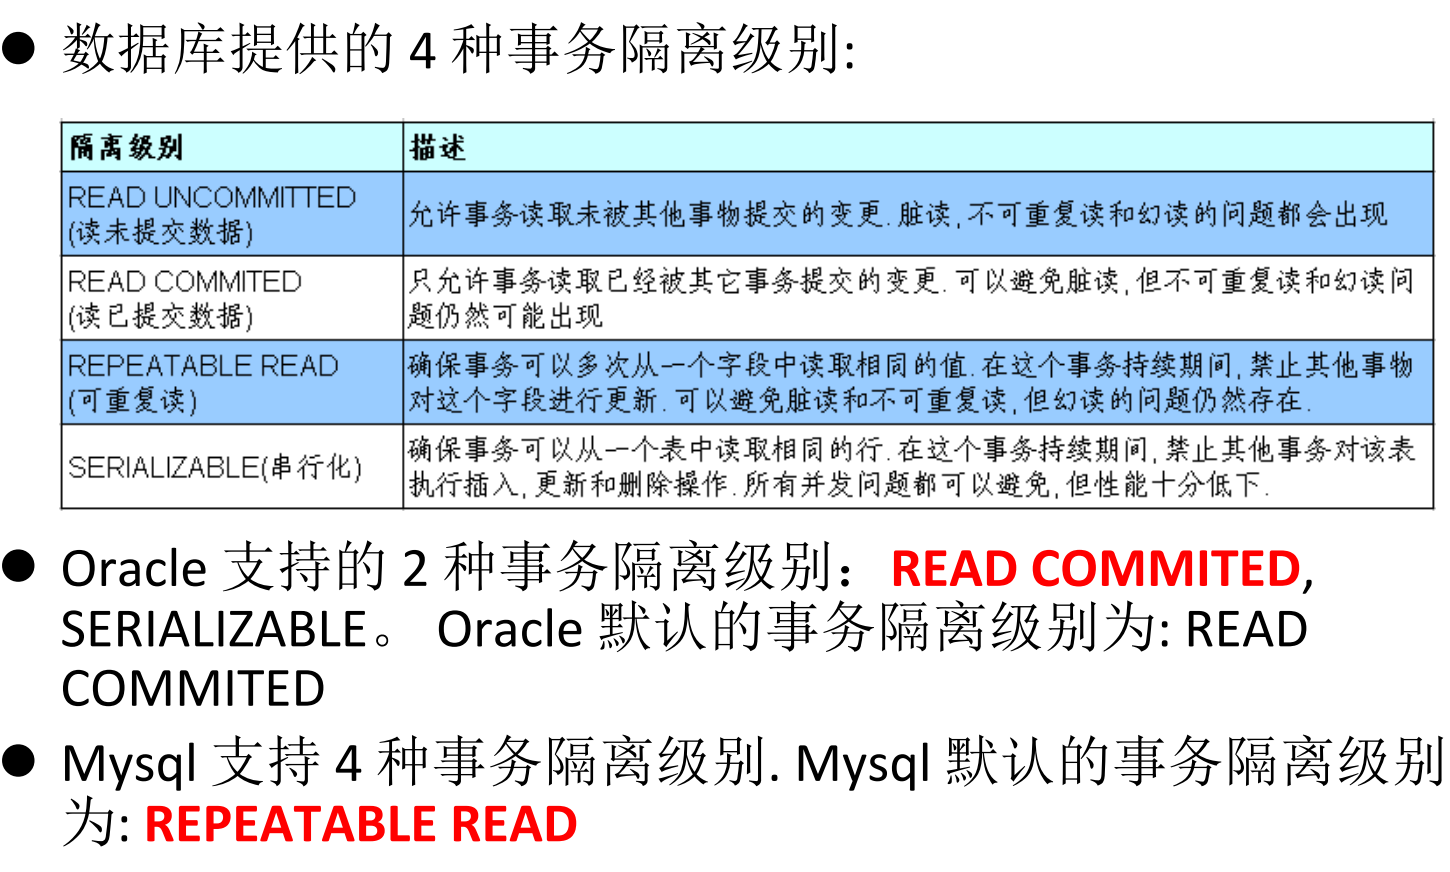 ● 数据库提供的 4 种事务隔离级别:
隔离级别 描述
READ UNCOMMITTED
(读未提交数据)
允许事务读取未被其他事物提交的变更.脏读,不可重复读和幻读的问题都会出现
READ COMMITED
(读已提交数据)
只允许事务读取已经被其它事务提交的变更.可以避免脏读,但不可重复读和幻读问
题仍然可能出现
REPEATABLE READ
(可重复读)
确保事务可以多次从一个字段中读取相同的值.在这个事务持续期间,禁止其他事物
对这个字段进行更新.可以避免脏读和不可重复读,但幻读的问题仍然存在.
SERIALIZABLE(串行化)
确保事务可以从一个表中读取相同的行.在这个事务持续期间,禁止其他事务对该表
执行插入,更新和删除操作.所有并发问题都可以避免,但性能十分低下.
● Oracle 支持的 2 种事务隔离级别：READ COMMITED,
SERIALIZABLE。 Oracle 默认的事务隔离级别为: READ
COMMITED
● Mysql 支持 4 种事务隔离级别. Mysql 默认的事务隔离级别
为: REPEATABLE READ